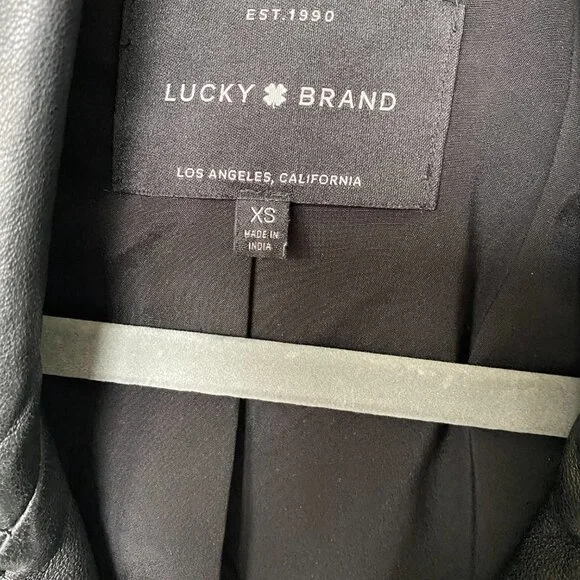 EST.1990
LUCKY BRAND
LOS ANGELES, CALIFORNIA
XS
MADE IN
INDIA